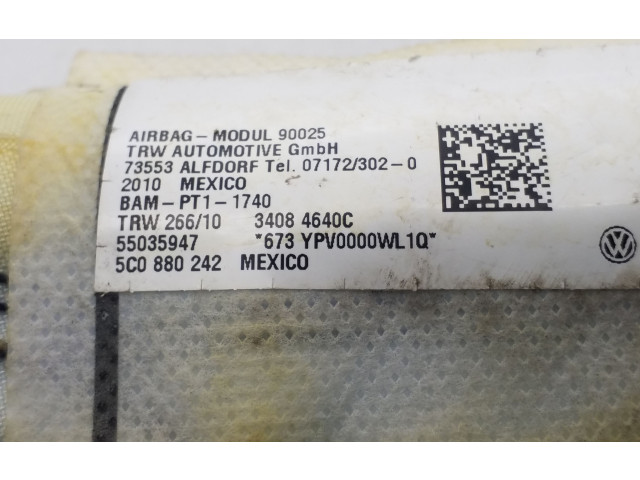 AIRBAG-MODUL 90025
TRW AUTOMOTIVE GmbH
73553 ALFDORF Tel. 07172/302-0
2010 MEXICO
BAM-PT1-1740
TRW 266/10 3408 4640C
55035947 *673 YPV0000WL1Q*
5C0 880 242 MEXICO
VW